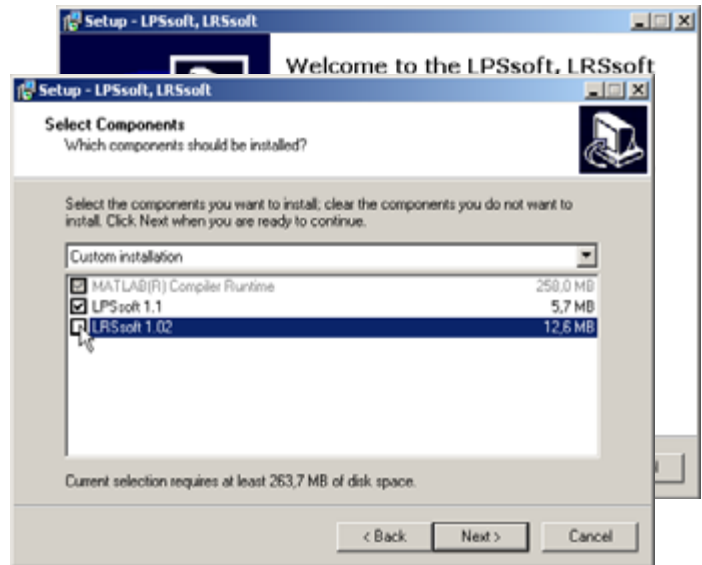 Setup - LPSsoft, LRSsoft
Welcome to the LPSsoft, LRSsoft
Setup - LPSsoft, LRSsoft
Select Components
Which components should be installed?
Select the components you want to install; clear the components you do not want to
install. Click Next when you are ready to continue.
Custom installation
MATLAB(R) Compiler Runtime 258,0 MB
LPSsoft 1.1 5,7 MB
LRSsoft 1.02 12,6 MB
Current selection requires at least 263,7 MB of disk space.
< Back Next > Cancel